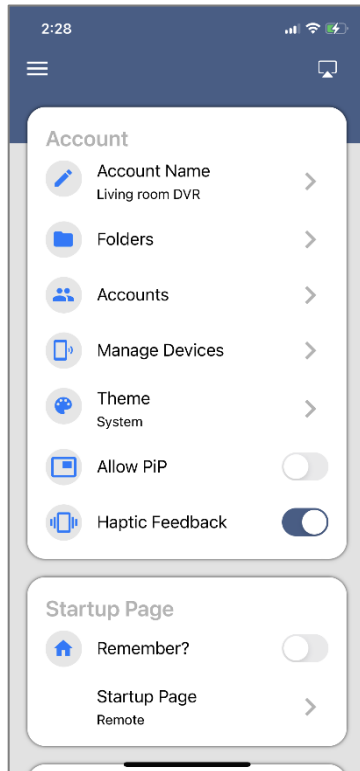 2:28
Account
Account Name
Living room DVR
Folders
Accounts
Manage Devices
Theme
System
Allow PiP
Haptic Feedback
Startup Page
Remember?
Startup Page
Remote